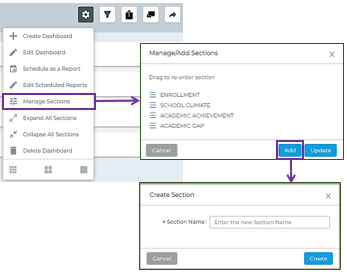 Create Dashboard
Edit Dashboard
Schedule as a Report
Edit Scheduled Reports
Manage Sections
Expand All Sections
Collapse All Sections
Delete Dashboard
Manage/Add Sections
x
Drag to re-order section
ENROLLMENT
SCHOOL CLIMATE
ACADEMIC ACHIEVEMENT
ACADEMIC GAP
Cancel
Add
Update
Create Section
x
* Section Name:
Enter the new Section Name
Cancel
Create